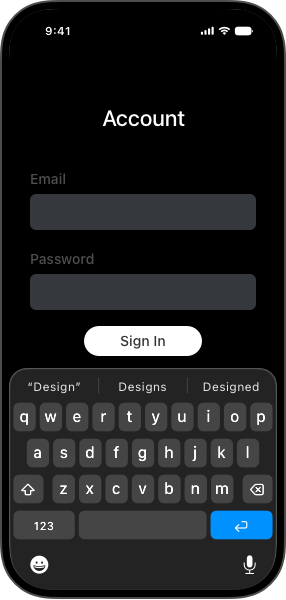 9:41
Account
Email
Password
Sign In
“Design” Designs Designed
q w e r t y u i o p
a s d f g h j k l
z x c v b n m
123